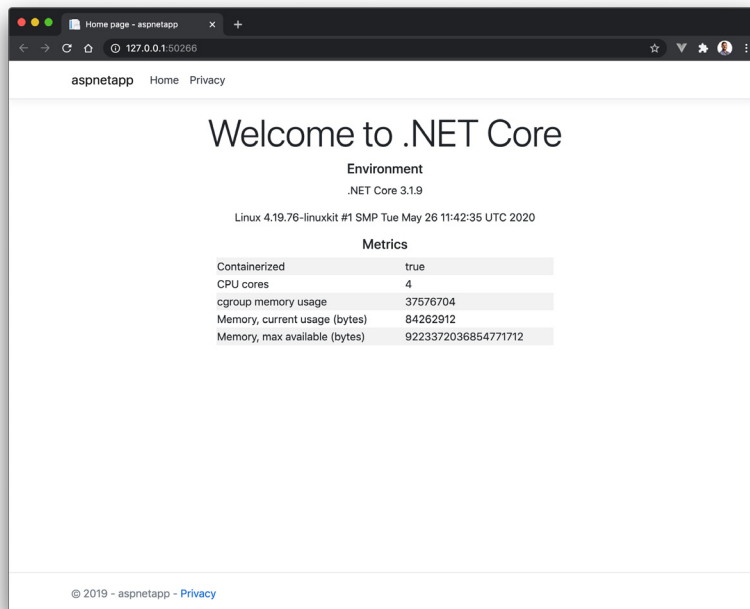 Home page - aspnetapp
127.0.0.1:50266
aspnetapp Home Privacy
Welcome to .NET Core
Environment
.NET Core 3.1.9
Linux 4.19.76-linuxkit #1 SMP Tue May 26 11:42:35 UTC 2020
Metrics
Containerized true
CPU cores 4
cgroup memory usage 37576704
Memory, current usage (bytes) 84262912
Memory, max available (bytes) 9223372036854771712
© 2019 - aspnetapp - Privacy